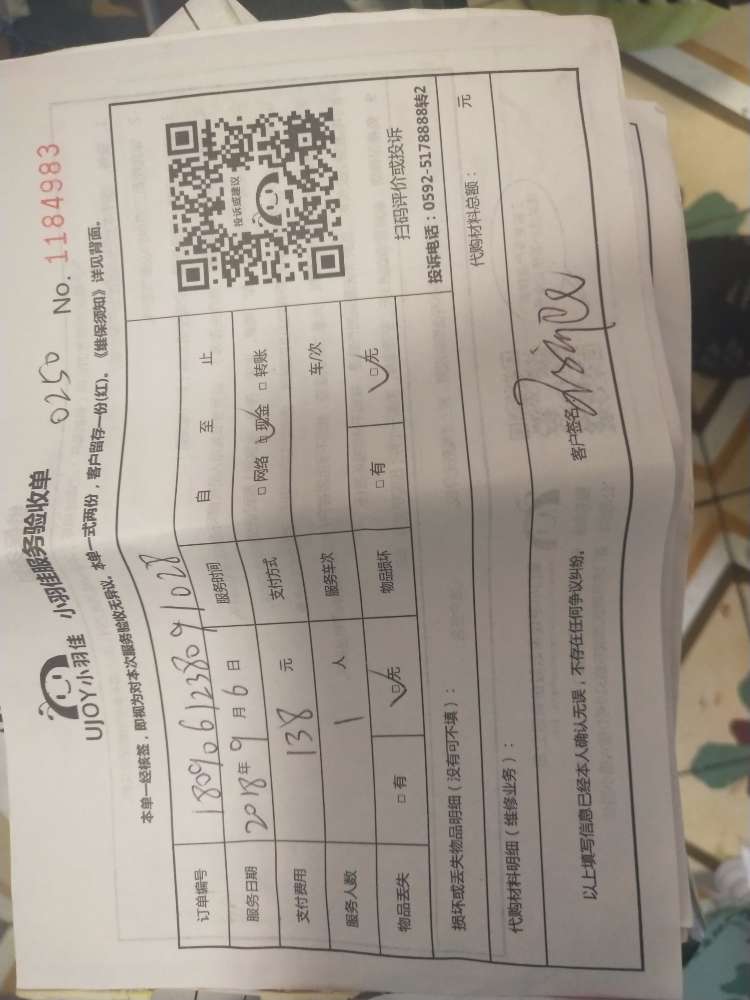 UJOY小羽佳 小羽佳服务验收单 0250 No. 1184983
本单一经核签，即视为对本次服务验收无异议。本单一式两份，客户留存一份(红)。《维保须知》详见背面。
订单编号 1809061238091028
服务日期 2018年9月6日 服务时间 自 至 止
支付费用 138 元 支付方式 □网络 ☑现金 □转账
服务人数 1 人 服务车次 车/次
物品丢失 □有 ☑无 物品损坏 □有 ☑无
投诉或建议
扫码评价或投诉
投诉电话：0592-5178888转2
损坏或丢失物品明细（没有可不填）：
代购材料明细（维修业务）： 代购材料总额： 元
以上填写信息已经本人确认无误，不存在任何争议纠纷。 客户签名